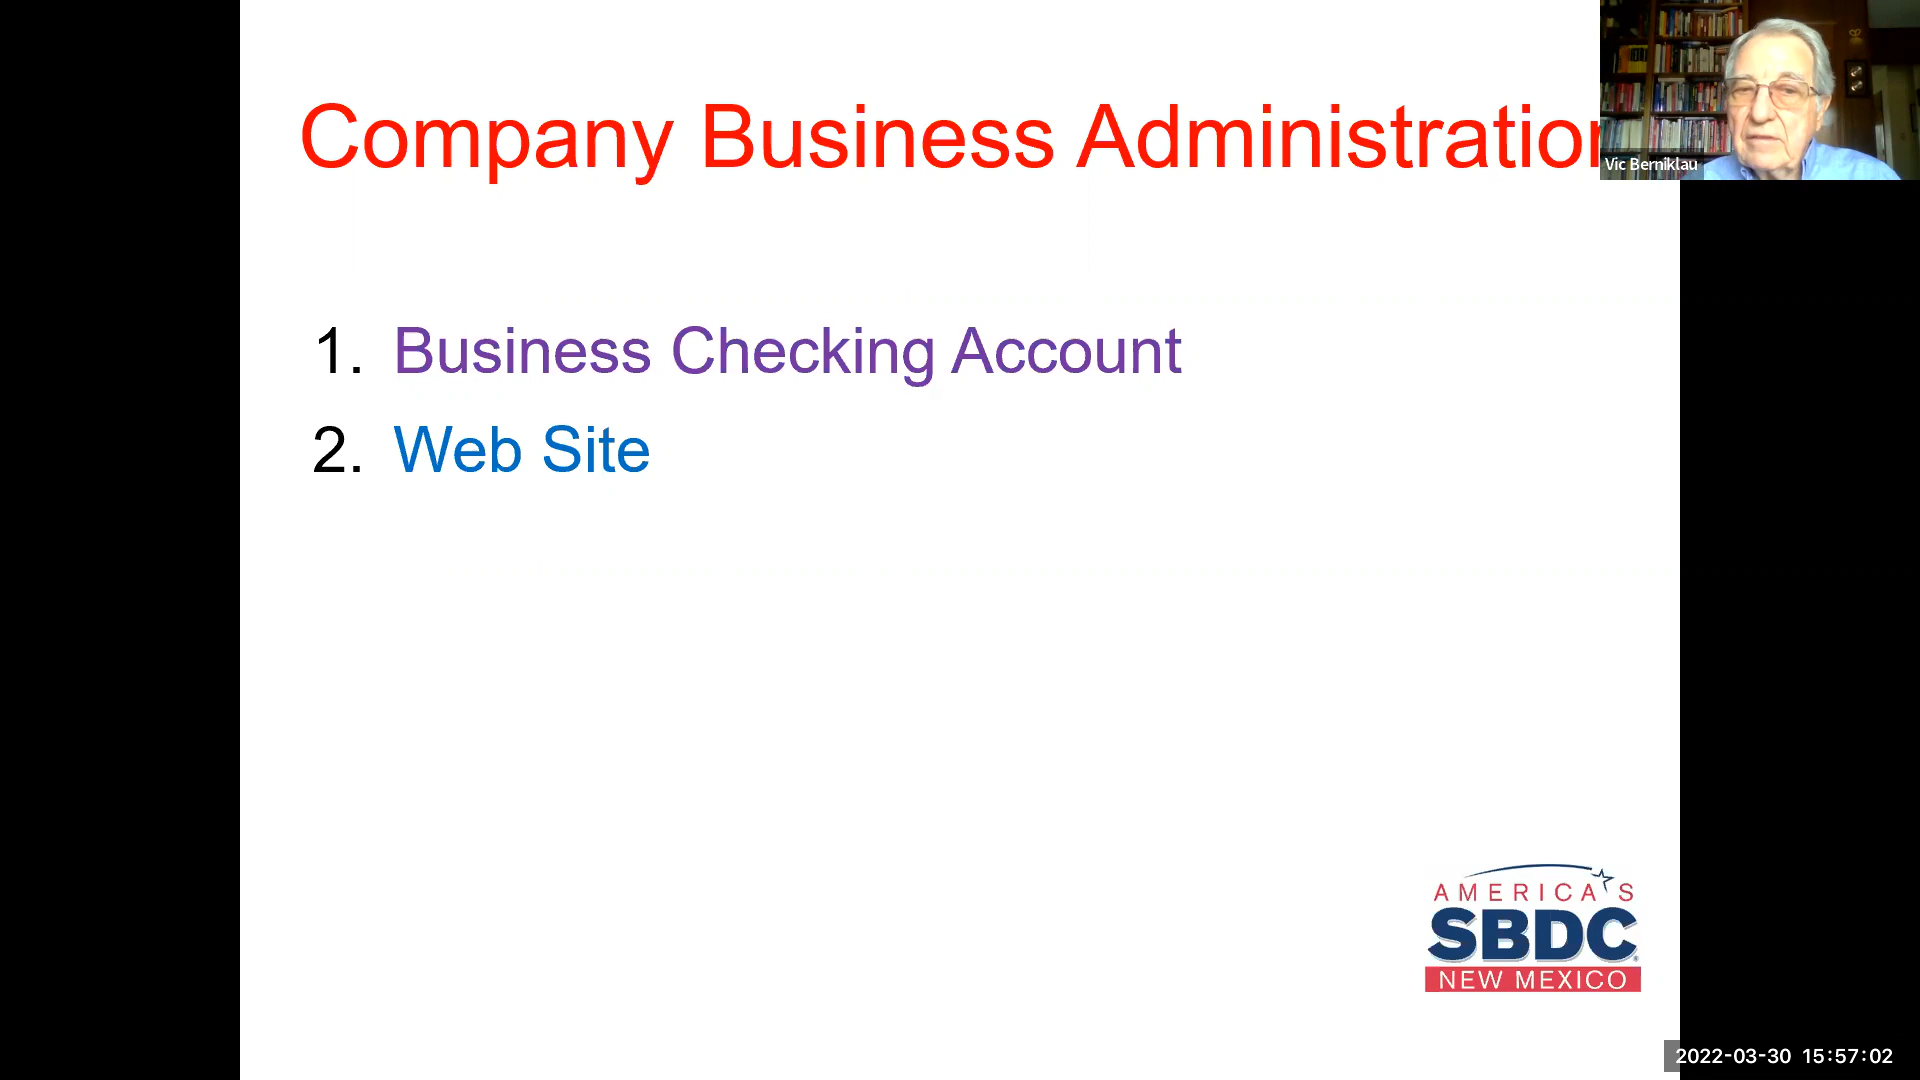 Company Business Administration
Vic Berniklau
1. Business Checking Account
2. Web Site
AMERICA'S
SBDC
NEW MEXICO
2022-03-30 15:57:02